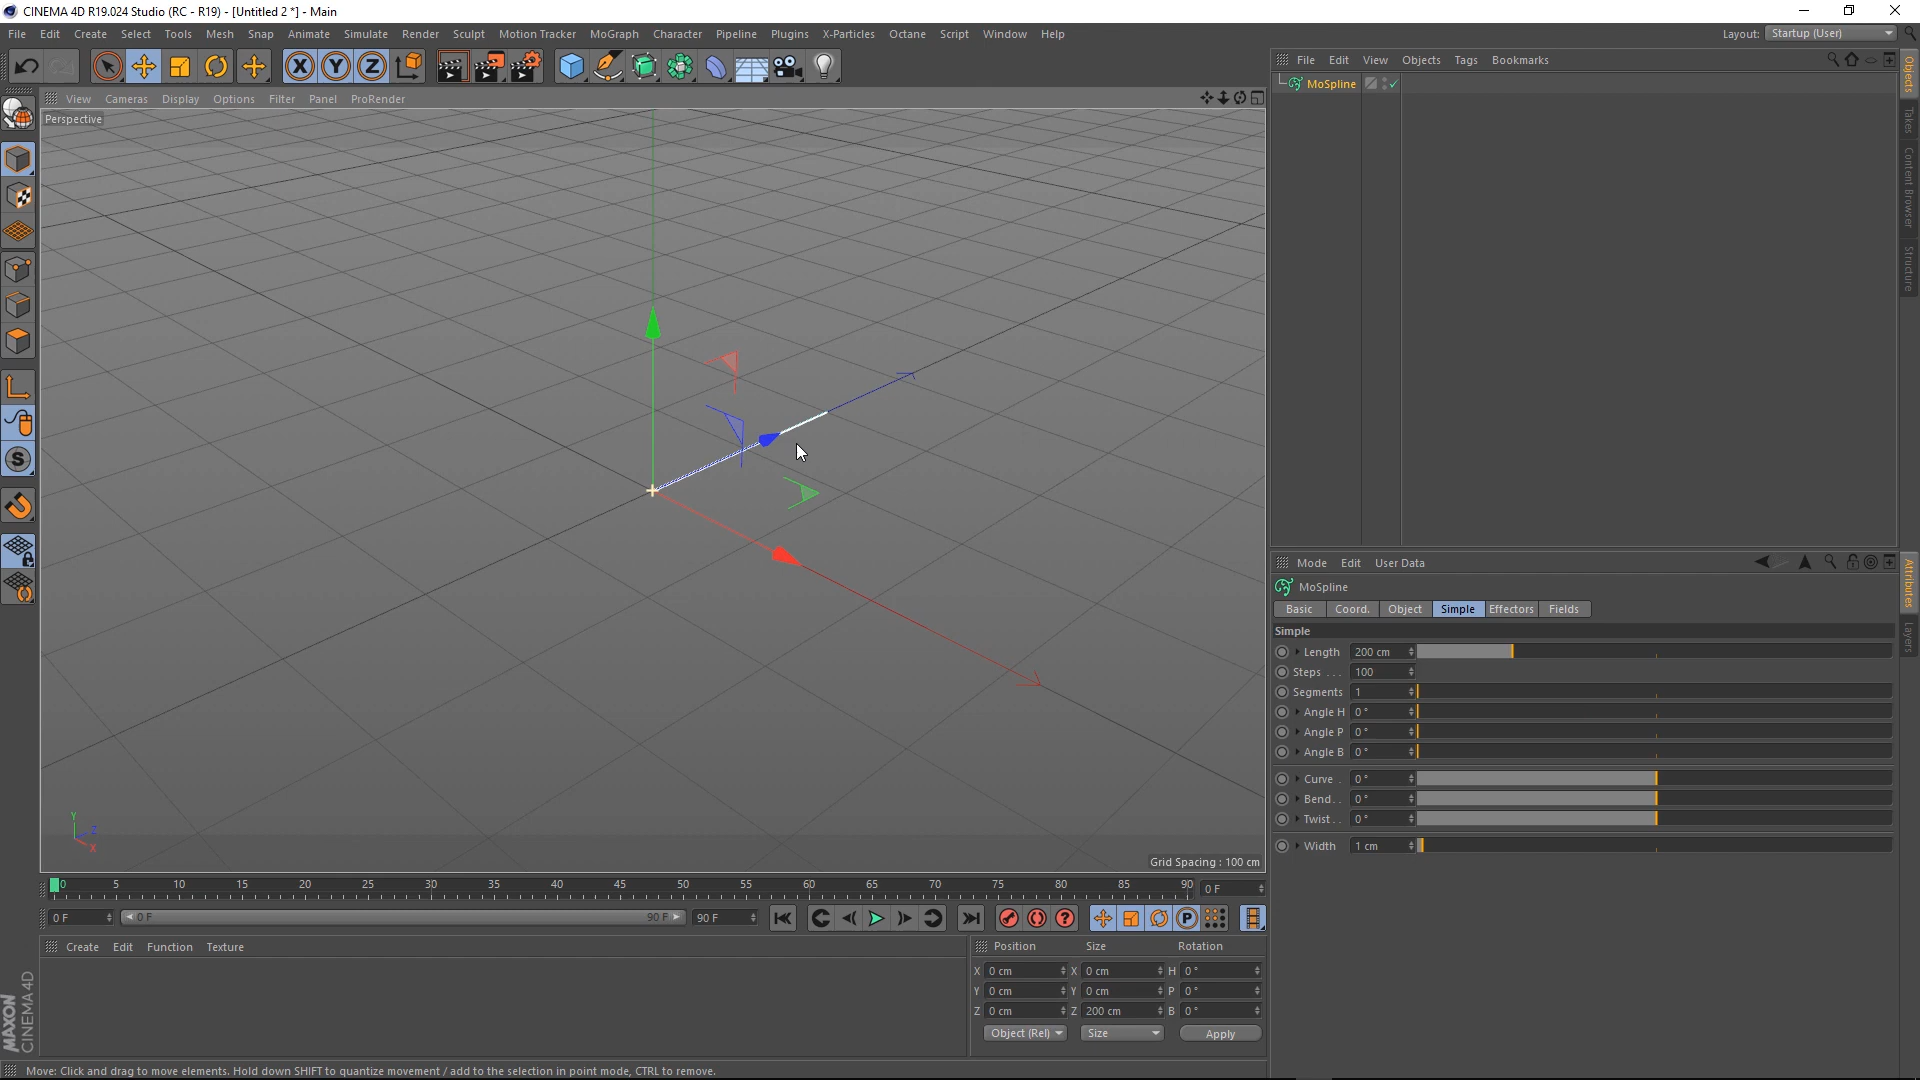 CINEMA 4D R19.024 Studio (RC - R19) - [Untitled 2 *] - Main
File Edit Create Select Tools Mesh Snap Animate Simulate Render Sculpt Motion Tracker MoGraph Character Pipeline Plugins X-Particles Octane Script Window Help Layout: Startup (User)
File Edit View Objects Tags Bookmarks
MoSpline
View Cameras Display Options Filter Panel ProRender
Perspective
Y
Z
X
Grid Spacing : 100 cm
Objects
Takes
Content Browser
Structure
Mode Edit User Data
MoSpline
Basic Coord. Object Simple Effectors Fields
Simple
Length 200 cm
Steps . . . 100
Segments 1
Angle H 0 °
Angle P 0 °
Angle B 0 °
Curve . 0 °
Bend . . 0 °
Twist . . 0 °
Width 1 cm
Attributes
Layers
0 5 10 15 20 25 30 35 40 45 50 55 60 65 70 75 80 85 90 0 F
0 F 0 F 90 F 90 F
Create Edit Function Texture
Position Size Rotation
X 0 cm X 0 cm H 0 °
Y 0 cm Y 0 cm P 0 °
Z 0 cm Z 200 cm B 0 °
Object (Rel) Size Apply
MAXON
CINEMA 4D
Move: Click and drag to move elements. Hold down SHIFT to quantize movement / add to the selection in point mode, CTRL to remove.